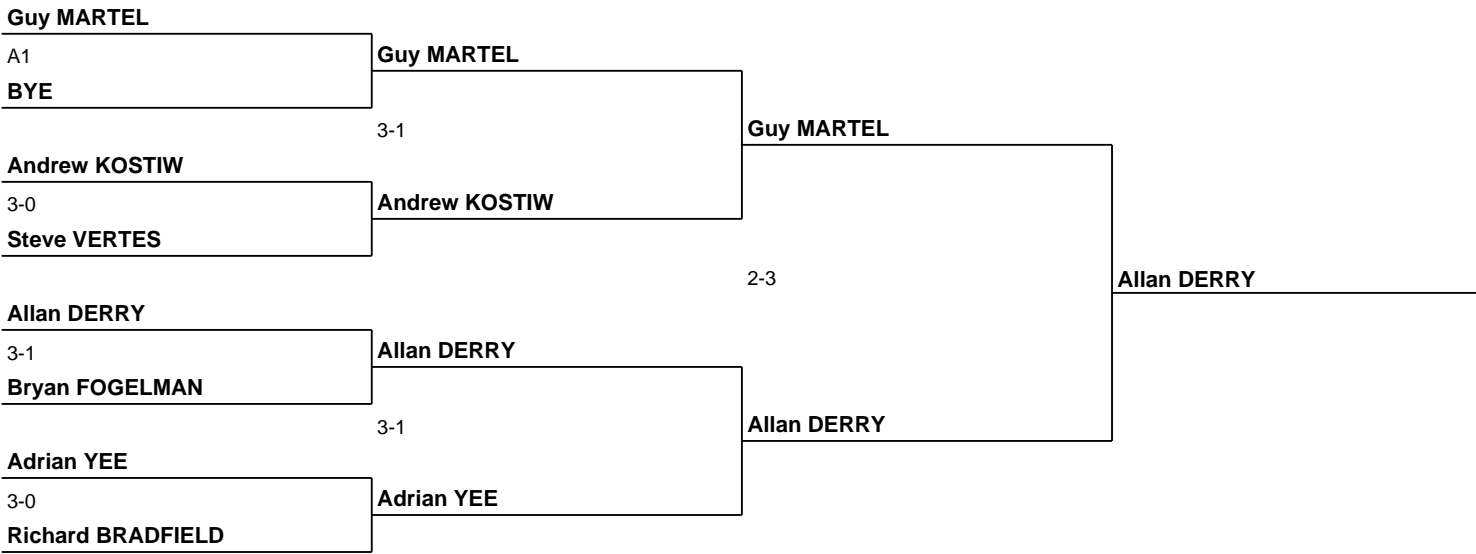 Guy MARTEL
A1
Guy MARTEL
BYE
3-1
Guy MARTEL
Andrew KOSTIW
3-0
Andrew KOSTIW
Steve VERTES
2-3
Allan DERRY
Allan DERRY
3-1
Allan DERRY
Bryan FOGELMAN
3-1
Allan DERRY
Adrian YEE
3-0
Adrian YEE
Richard BRADFIELD